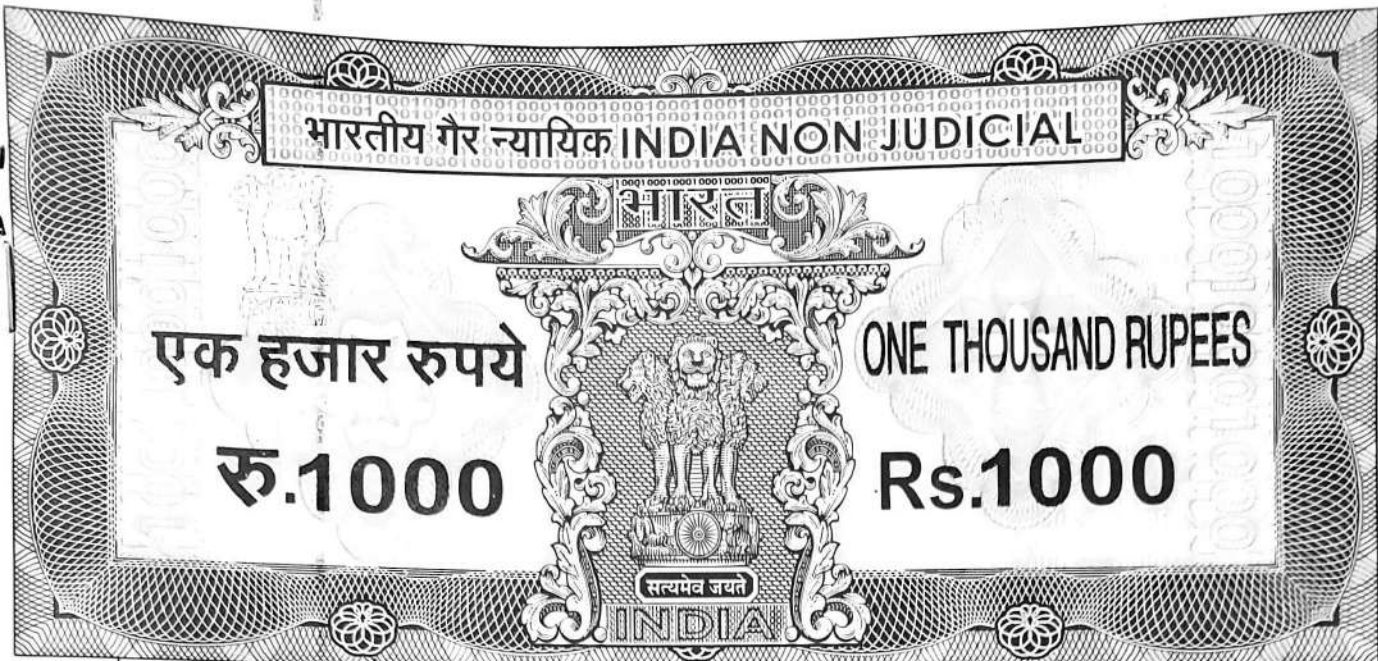 भारतीय गैर न्यायिक INDIA NON JUDICIAL
भारत
एक हजार रुपये
ONE THOUSAND RUPEES
रु.1000
Rs.1000
सत्यमेव जयते
INDIA